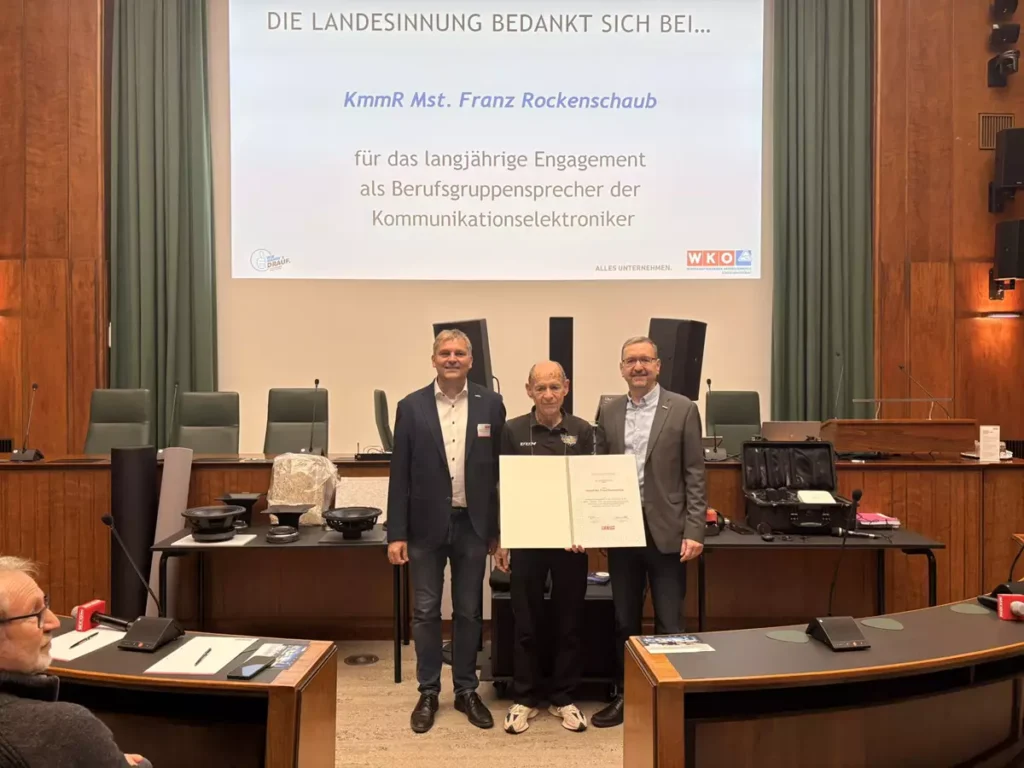 DIE LANDESINNUNG BEDANKT SICH BEI…
KmmR Mst. Franz Rockenschaub
für das langjährige Engagement
als Berufsgruppensprecher der
Kommunikationselektroniker
DRAUF.
ALLES UNTERNEHMEN.
WKO